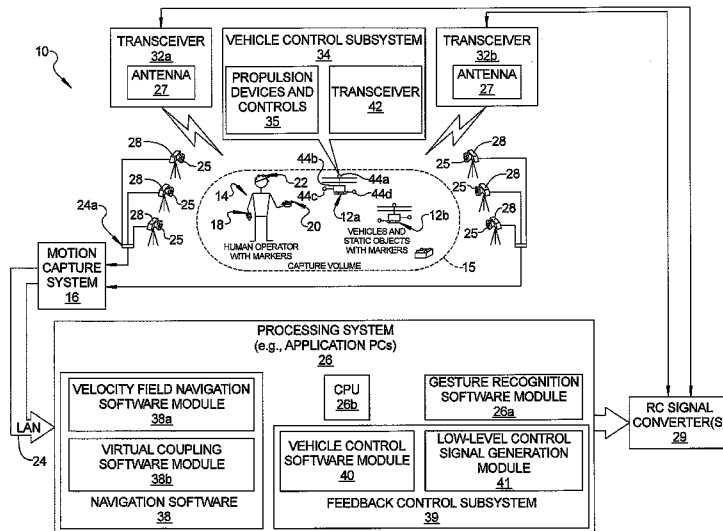 10
TRANSCEIVER
32a
ANTENNA
27
VEHICLE CONTROL SUBSYSTEM
34
PROPULSION
DEVICES AND
CONTROLS
35
TRANSCEIVER
42
TRANSCEIVER
32b
ANTENNA
27
28
25
28
25
24a
28
25
22
14
18
20
HUMAN OPERATOR
WITH MARKERS
44b
44a
44c
44d
12a
12b
VEHICLES AND
STATIC OBJECTS
WITH MARKERS
CAPTURE VOLUME
15
28
25
28
25
28
25
MOTION
CAPTURE
SYSTEM
16
LAN
24
PROCESSING SYSTEM
(e.g., APPLICATION PCs)
26
VELOCITY FIELD NAVIGATION
SOFTWARE MODULE
38a
VIRTUAL COUPLING
SOFTWARE MODULE
38b
NAVIGATION SOFTWARE
38
CPU
26b
GESTURE RECOGNITION
SOFTWARE MODULE
26a
VEHICLE CONTROL
SOFTWARE MODULE
40
LOW-LEVEL CONTROL
SIGNAL GENERATION
MODULE
41
FEEDBACK CONTROL SUBSYSTEM
39
RC SIGNAL
CONVERTER(S)
29